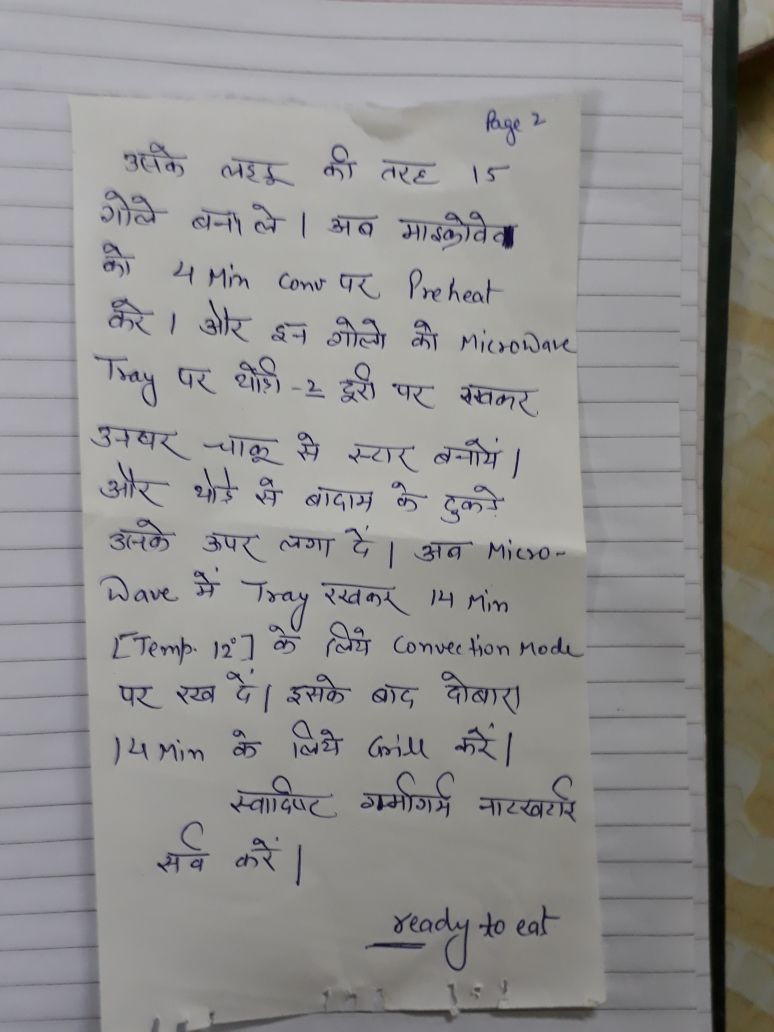 Page 2
उसके लड्डू की तरह 15
गोले बना ले। अब माइक्रोवेव
को 4 Min Conv पर Preheat
करे। और इन गोलो को Microwave
Tray पर थोड़ी-2 दूरी पर रखकर
उनपर चाकू से स्टार बनायें।
और थोड़े से बादाम के टुकडे
उनके उपर लगा दें। अब Micro-
Wave में Tray रखकर 14 Min
[Temp. 12°] के लिये Convection Mode
पर रख दें। इसके बाद दोबारा
14 Min के लिये Grill करें।
स्वादिष्ट गर्मागर्म नाटखटाई
सर्व करें।
ready to eat